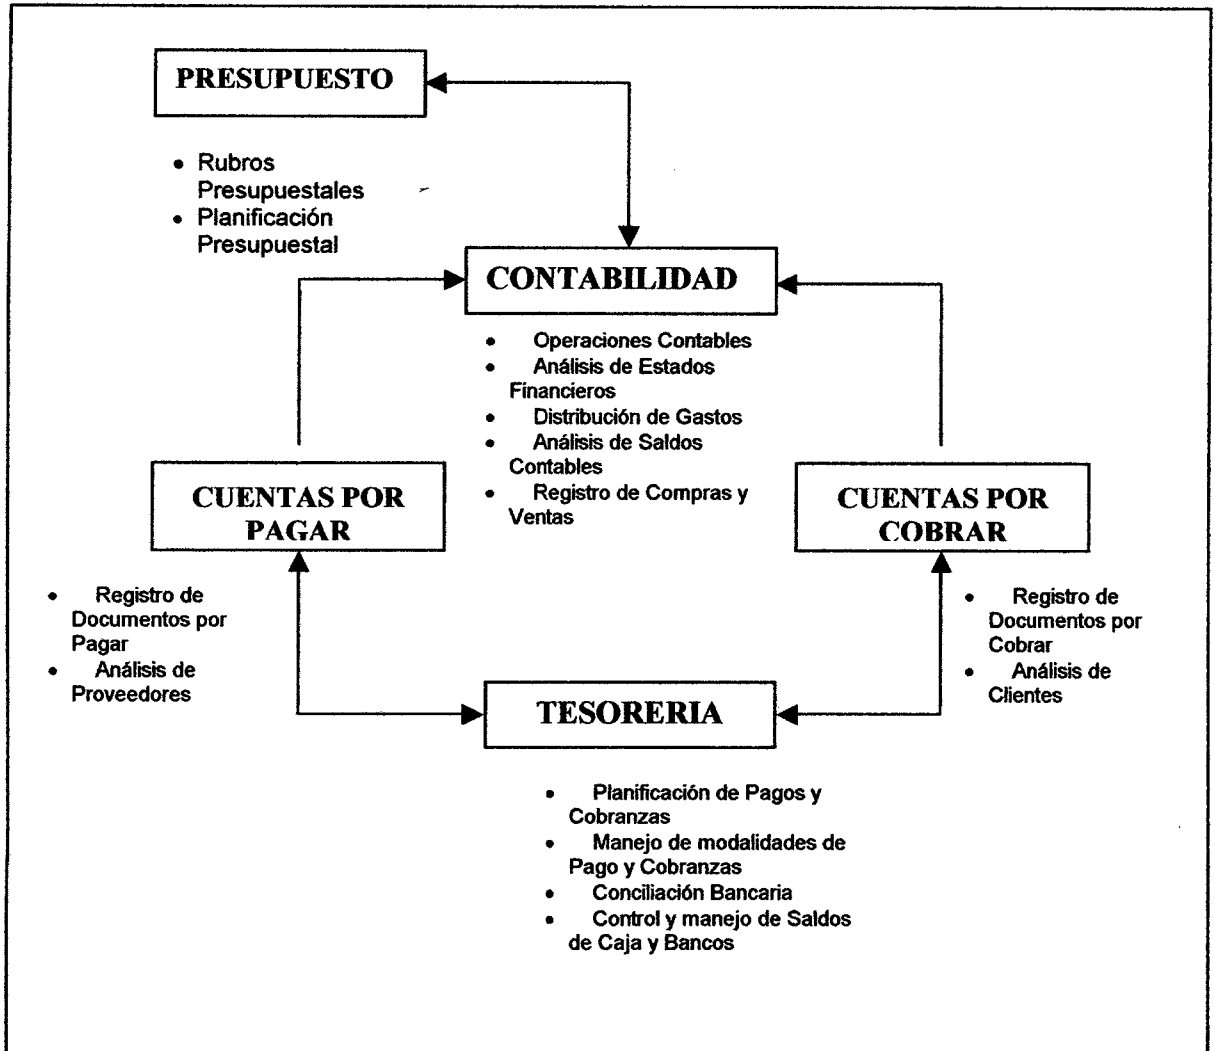 PRESUPUESTO
• Rubros
Presupuestales
• Planificación
Presupuestal
CONTABILIDAD
• Operaciones Contables
• Análisis de Estados
Financieros
• Distribución de Gastos
• Análisis de Saldos
Contables
• Registro de Compras y
Ventas
CUENTAS POR
PAGAR
• Registro de
Documentos por
Pagar
• Análisis de
Proveedores
CUENTAS POR
COBRAR
• Registro de
Documentos por
Cobrar
• Análisis de
Clientes
TESORERIA
• Planificación de Pagos y
Cobranzas
• Manejo de modalidades de
Pago y Cobranzas
• Conciliación Bancaria
• Control y manejo de Saldos
de Caja y Bancos